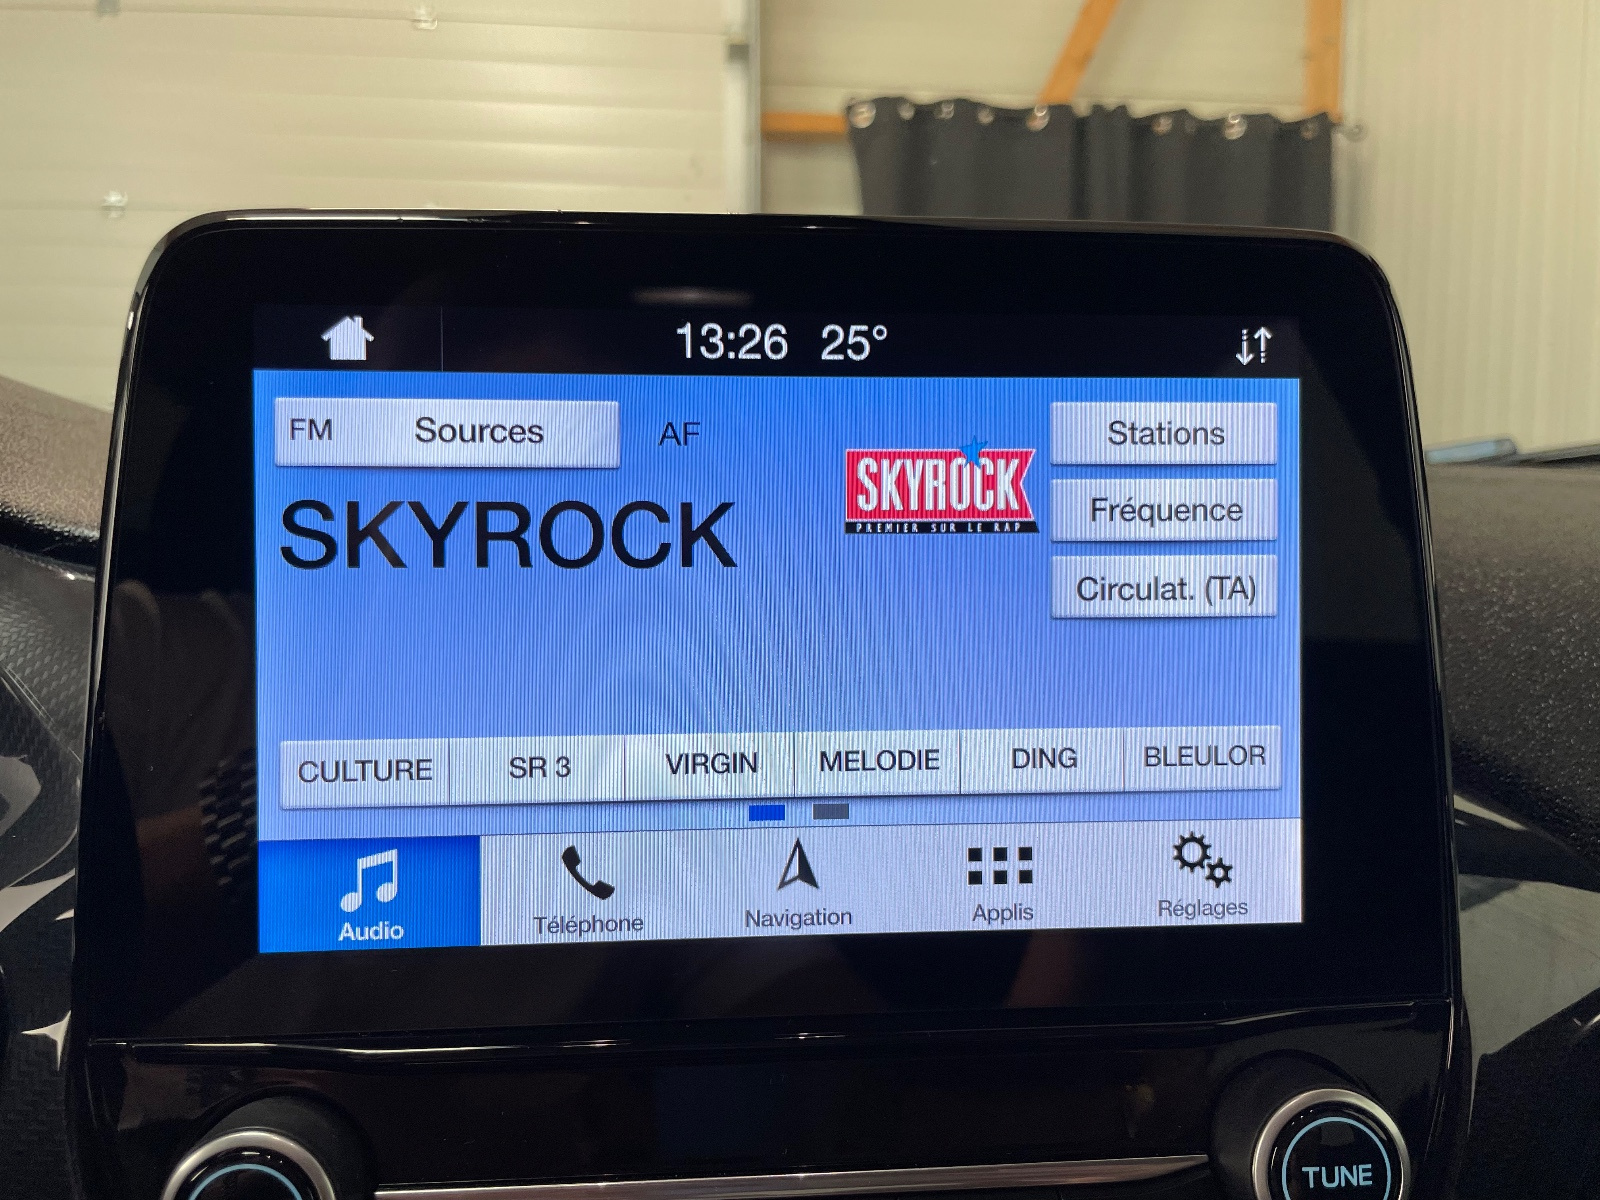 13:26 25°
FM Sources AF
Stations
SKYROCK
SKYROCK
PREMIER SUR LE RAP
Fréquence
Circulat. (TA)
CULTURE SR 3 VIRGIN MELODIE DING BLEULOR
Audio Téléphone Navigation Applis Réglages
TUNE